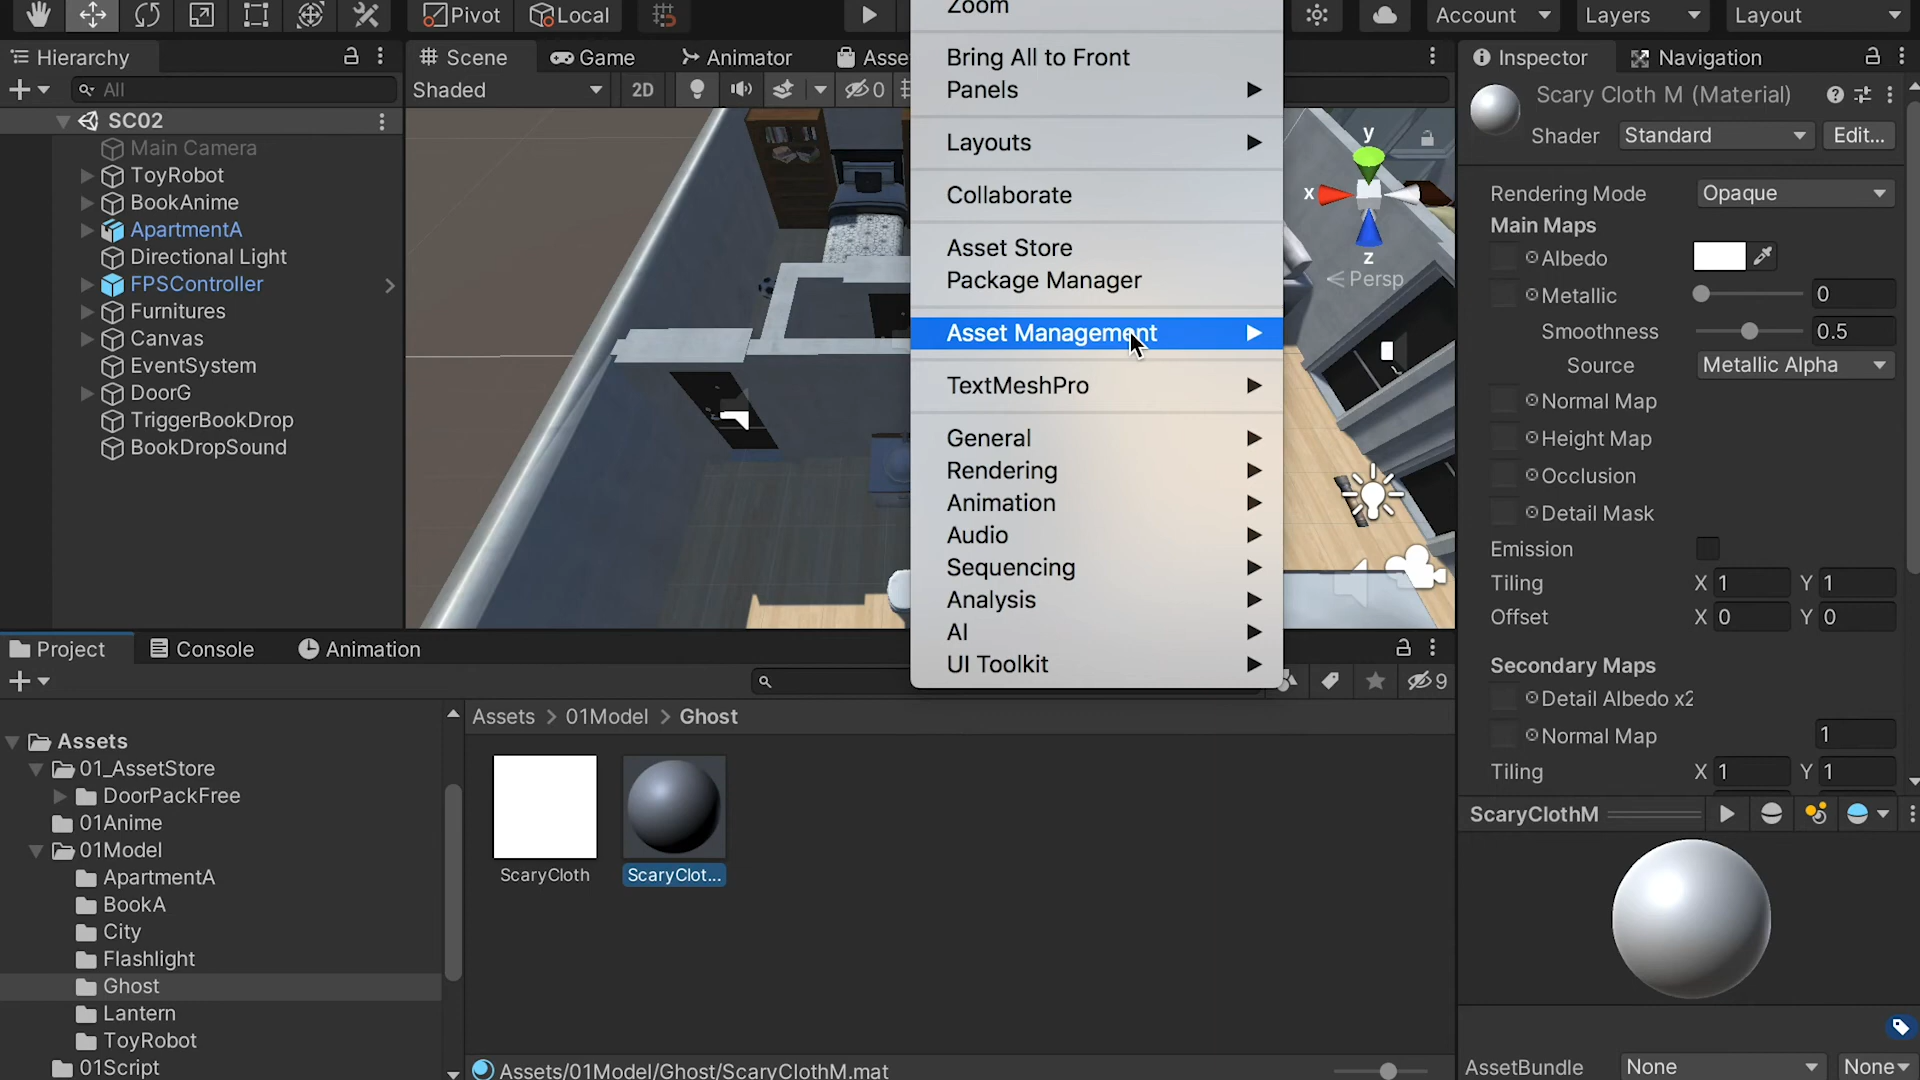 Pivot
Local
Account
Layers
Layout
Hierarchy
All
SC02
Main Camera
ToyRobot
BookAnime
ApartmentA
Directional Light
FPSController
Furnitures
Canvas
EventSystem
DoorG
TriggerBookDrop
BookDropSound
Scene
Game
Animator
Asse
Shaded
2D
0
y
x
z
< Persp
Zoom
Bring All to Front
Panels
Layouts
Collaborate
Asset Store
Package Manager
Asset Management
TextMeshPro
General
Rendering
Animation
Audio
Sequencing
Analysis
AI
UI Toolkit
Inspector
Navigation
Scary Cloth M (Material)
Shader Standard Edit...
Rendering Mode Opaque
Main Maps
Albedo
Metallic 0
Smoothness 0.5
Source Metallic Alpha
Normal Map
Height Map
Occlusion
Detail Mask
Emission
Tiling X 1 Y 1
Offset X 0 Y 0
Secondary Maps
Detail Albedo x2
Normal Map 1
Tiling X 1 Y 1
ScaryClothM
AssetBundle None None
Project
Console
Animation
9
Assets
01_AssetStore
DoorPackFree
01Anime
01Model
ApartmentA
BookA
City
Flashlight
Ghost
Lantern
ToyRobot
01Script
Assets > 01Model > Ghost
ScaryCloth
ScaryClot...
Assets/01Model/Ghost/ScaryClothM.mat